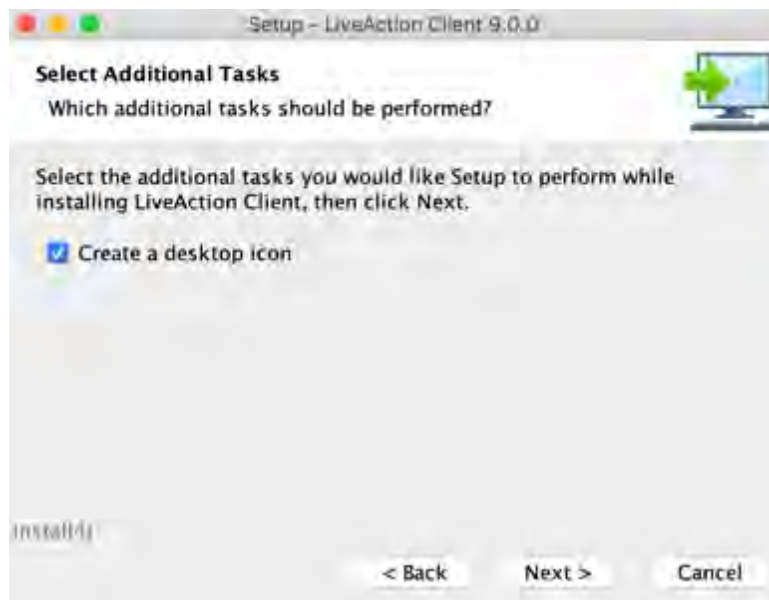 Setup – LiveAction Client 9.0.0
Select Additional Tasks
Which additional tasks should be performed?
Select the additional tasks you would like Setup to perform while
installing LiveAction Client, then click Next.
Create a desktop icon
install4j
< Back Next > Cancel